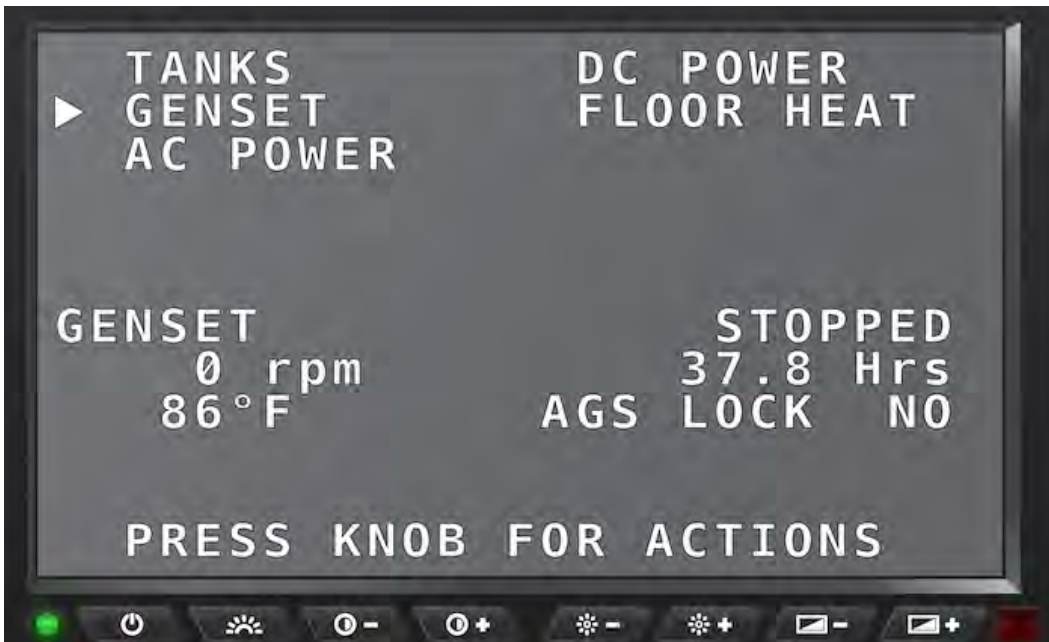 TANKS DC POWER
GENSET FLOOR HEAT
AC POWER
GENSET STOPPED
0 rpm 37.8 Hrs
86°F AGS LOCK NO
PRESS KNOB FOR ACTIONS